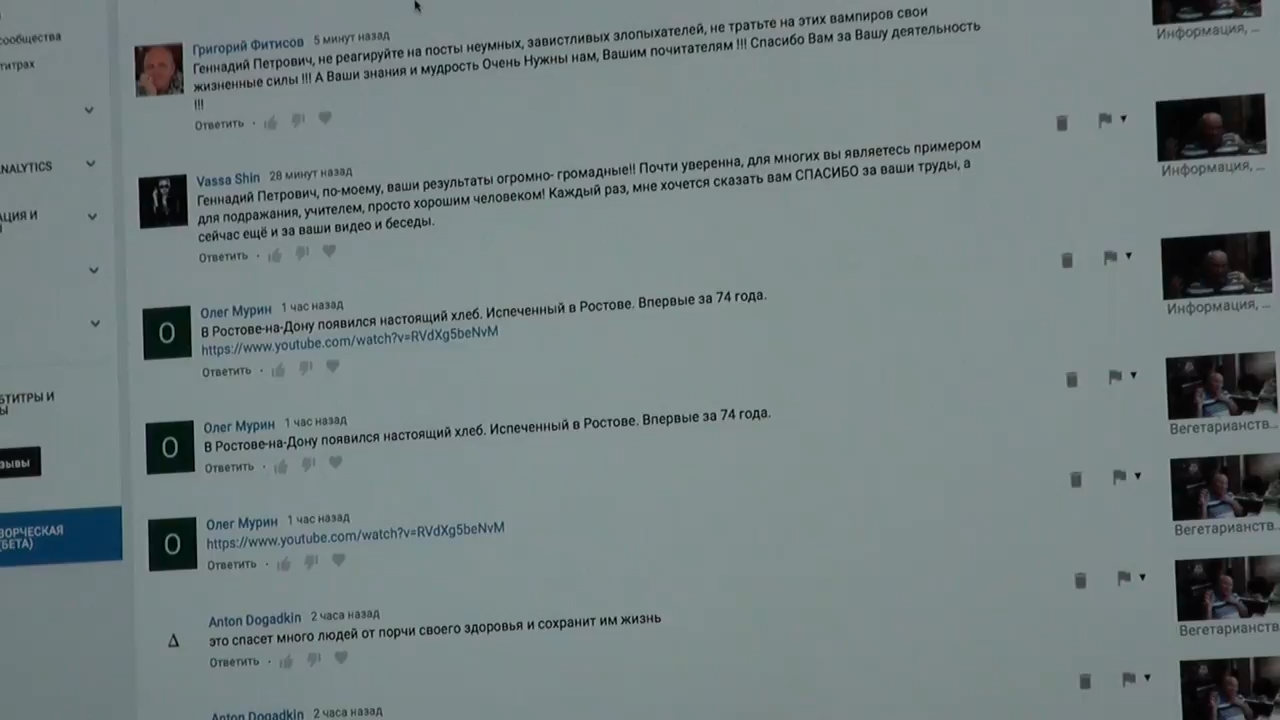 сообщества
титрах
NALYTICS
АЦИЯ И
БТИТРЫ И
Ы
ЗЫВЫ
ВОРЧЕСКАЯ
(БЕТА)
Григорий Фитисов 5 минут назад
Геннадий Петрович, не реагируйте на посты неумных, завистливых злопыхателей, не тратьте на этих вампиров свои
жизненные силы !!! А Ваши знания и мудрость Очень Нужны нам, Вашим почитателям !!! Спасибо Вам за Вашу деятельность
!!!
Ответить
Информация, ...
Vassa Shin 28 минут назад
Геннадий Петрович, по-моему, ваши результаты огромно- громадные!! Почти уверенна, для многих вы являетесь примером
для подражания, учителем, просто хорошим человеком! Каждый раз, мне хочется сказать вам СПАСИБО за ваши труды, а
сейчас ещё и за ваши видео и беседы.
Ответить
Информация, ...
О
Олег Мурин 1 час назад
В Ростове-на-Дону появился настоящий хлеб. Испеченный в Ростове. Впервые за 74 года.
https://www.youtube.com/watch?v=RVdXg5beNvM
Ответить
Информация, ...
О
Олег Мурин 1 час назад
В Ростове-на-Дону появился настоящий хлеб. Испеченный в Ростове. Впервые за 74 года.
Ответить
Вегетарианств...
О
Олег Мурин 1 час назад
https://www.youtube.com/watch?v=RVdXg5beNvM
Ответить
Вегетарианств...
Anton Dogadkin 2 часа назад
это спасет много людей от порчи своего здоровья и сохранит им жизнь
Ответить
Вегетарианств
Anton Dogadkin 2 часа назад